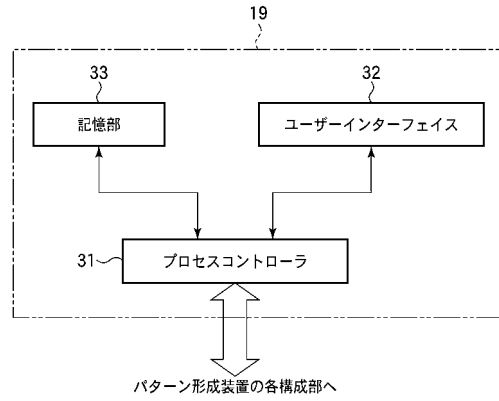 19
33
32
記憶部
ユーザーインターフェイス
31
プロセスコントローラ
パターン形成装置の各構成部へ